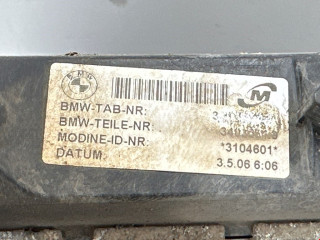 BMW
BMW-TAB-NR:
BMW-TEILE-NR:
MODINE-ID-NR *3104601*
DATUM 3.5.06 6:06